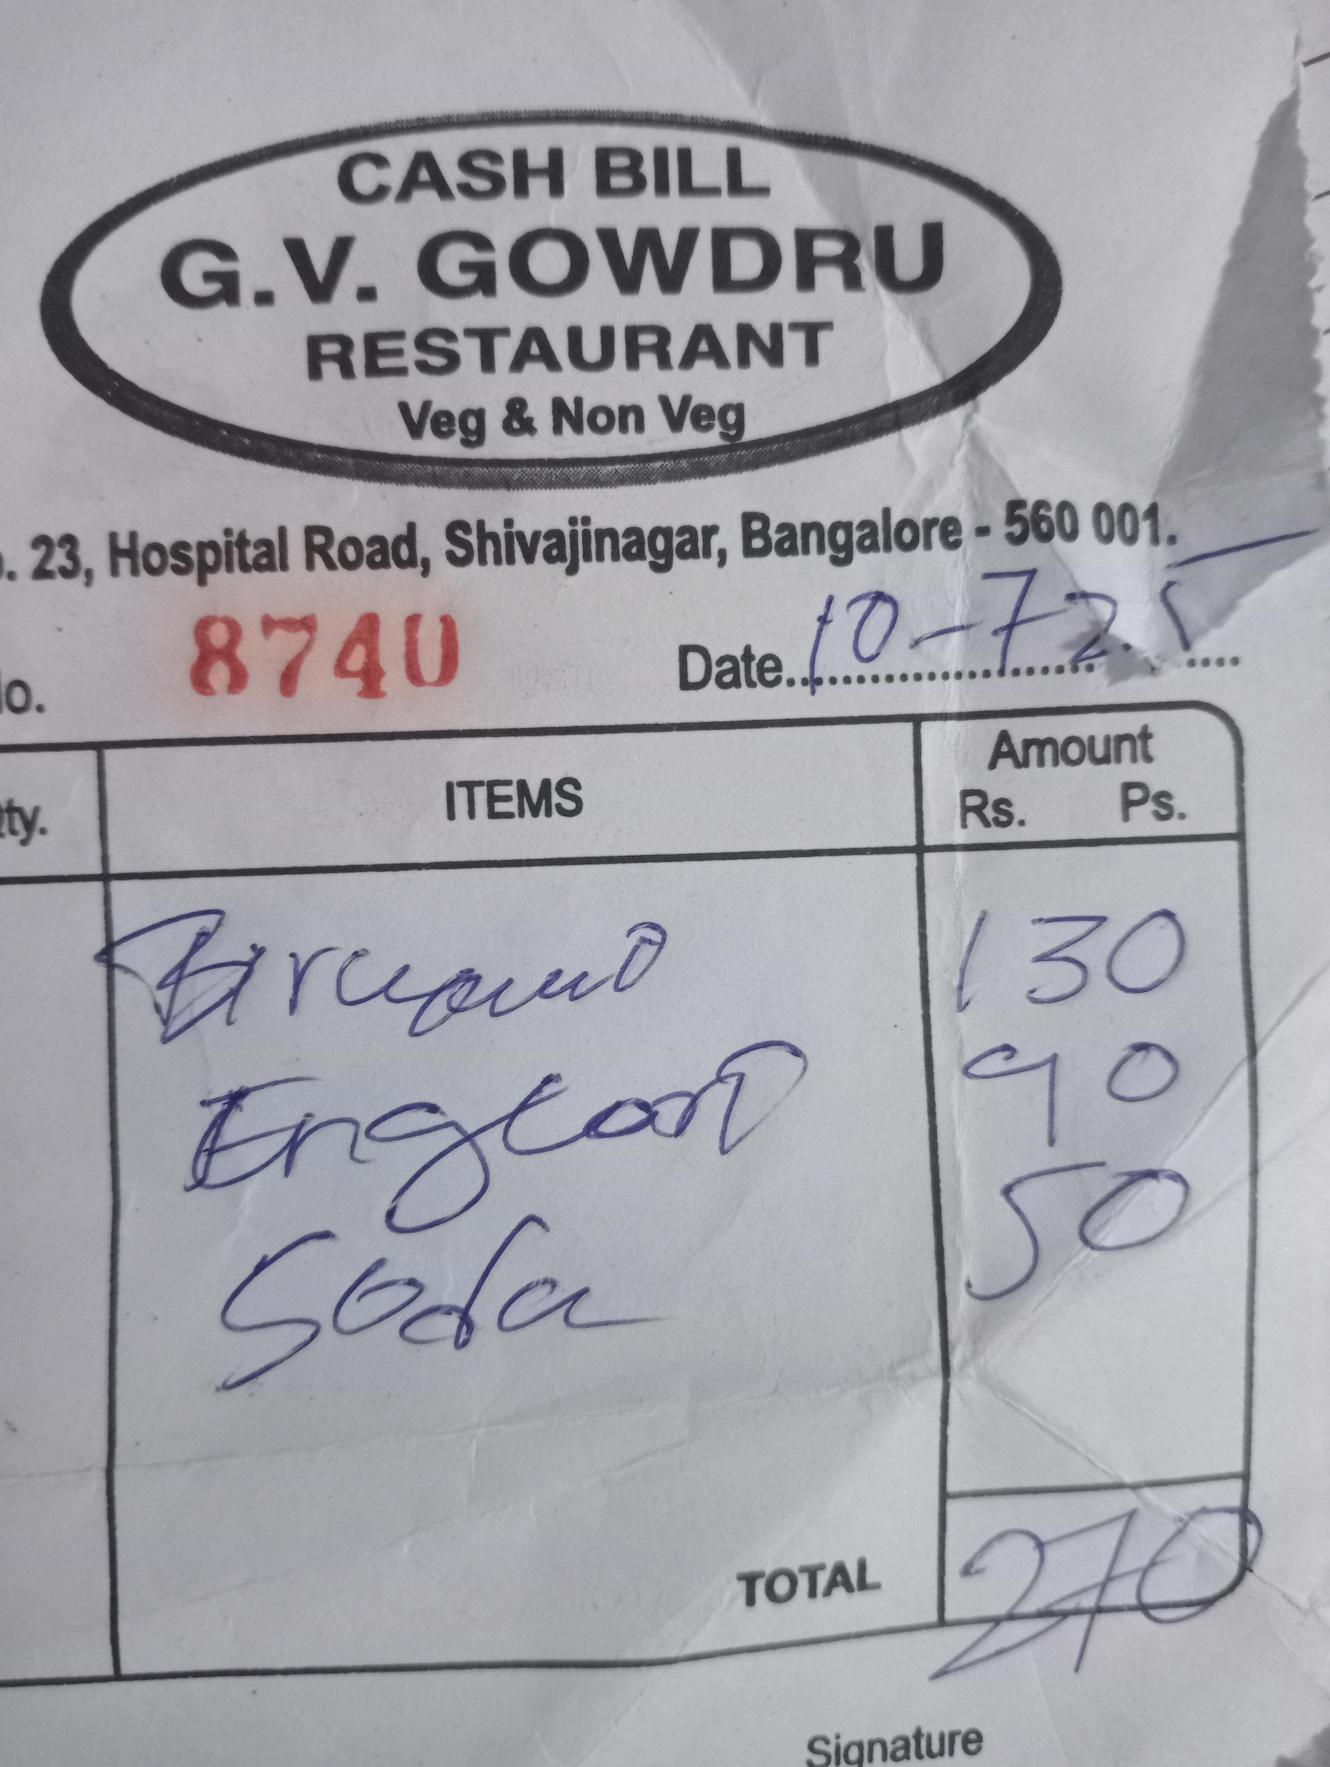 CASH BILL
G.V. GOWDRU
RESTAURANT
Veg & Non Veg
. 23, Hospital Road, Shivajinagar, Bangalore - 560 001.
o. 8740 Date. 10-7-25
ty. ITEMS Amount
Rs. Ps.
130
90
Soda 50
TOTAL 270
Signature